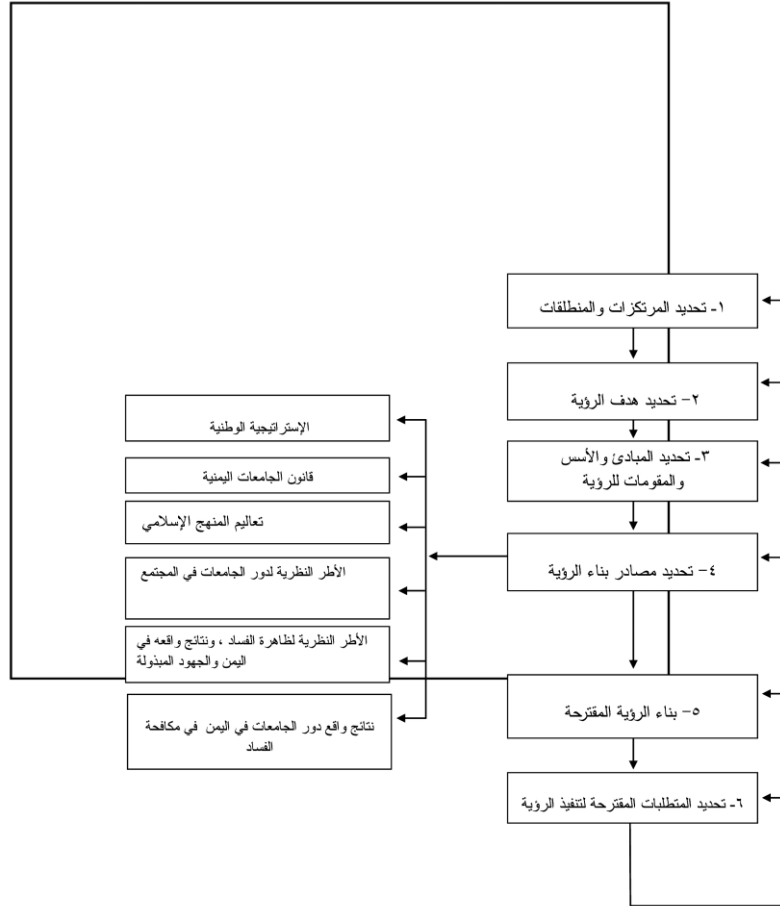 ١- تحديد المرتكزات والمنطلقات
٢- تحديد هدف الرؤية
٣- تحديد المبادئ والأسس
والمقومات للرؤية
٤- تحديد مصادر بناء الرؤية
الإستراتيجية الوطنية
قانون الجامعات اليمنية
تعاليم المنهج الإسلامي
الأطر النظرية لدور الجامعات في المجتمع
الأطر النظرية لظاهرة الفساد ، ونتائج واقعه في
اليمن والجهود المبذولة
نتائج واقع دور الجامعات في اليمن في مكافحة
الفساد
٥- بناء الرؤية المقترحة
٦- تحديد المتطلبات المقترحة لتنفيذ الرؤية